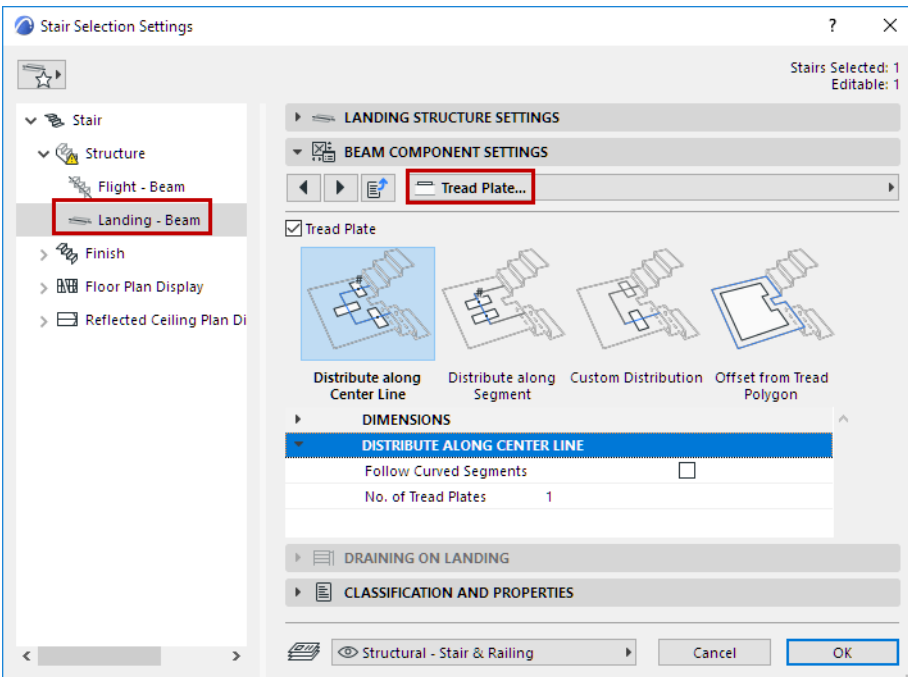 Stair Selection Settings
?
Stairs Selected: 1
Editable: 1
Stair
LANDING STRUCTURE SETTINGS
Structure
BEAM COMPONENT SETTINGS
Flight - Beam
Tread Plate...
Landing - Beam
Tread Plate
Finish
Floor Plan Display
Reflected Ceiling Plan Di
Distribute along
Center Line
Distribute along
Segment
Custom Distribution
Offset from Tread
Polygon
DIMENSIONS
DISTRIBUTE ALONG CENTER LINE
Follow Curved Segments
No. of Tread Plates 1
DRAINING ON LANDING
CLASSIFICATION AND PROPERTIES
Structural - Stair & Railing
Cancel
OK